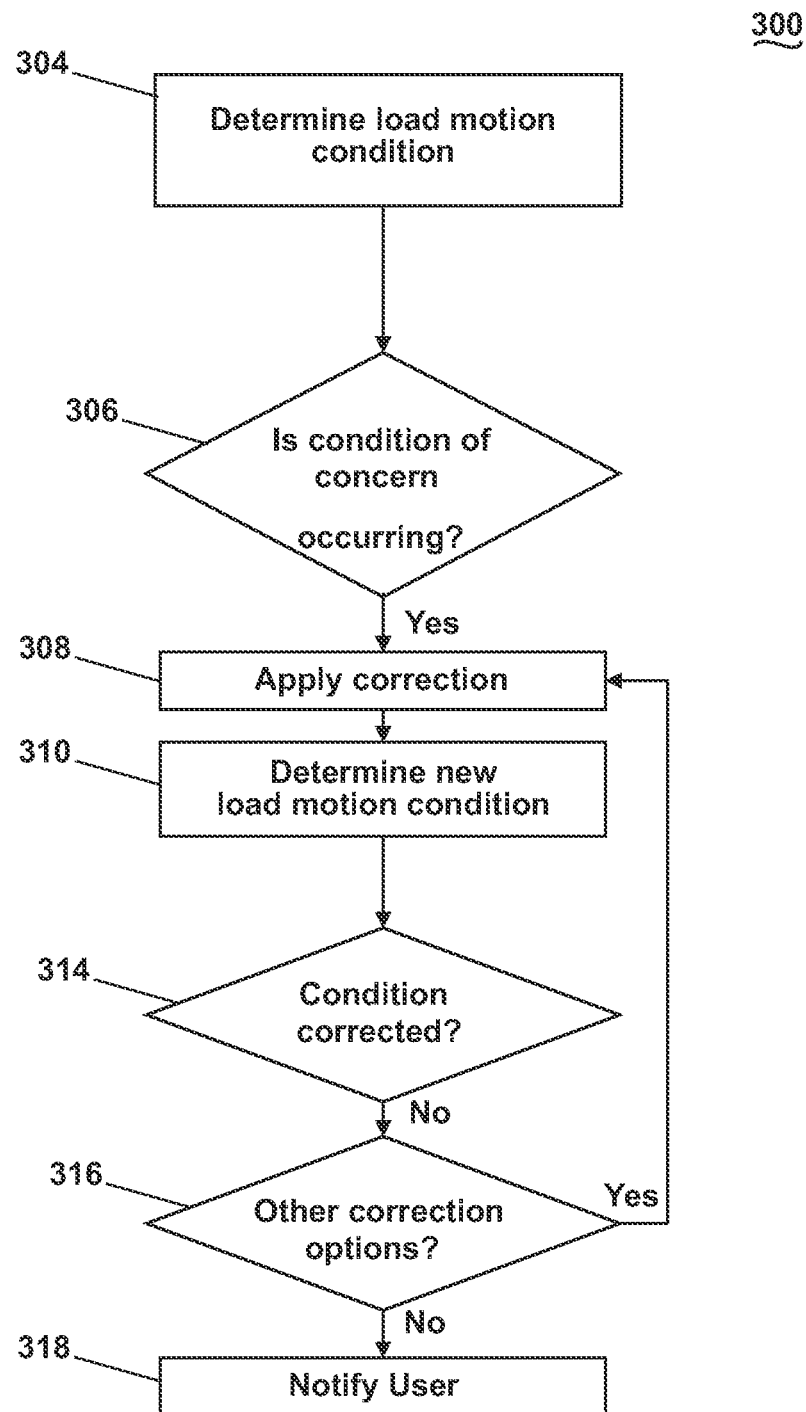 300
304
Determine load motion
condition
306
Is condition of
concern
occurring?
Yes
308
Apply correction
310
Determine new
load motion condition
314
Condition
corrected?
No
316
Other correction
options?
Yes
No
318
Notify User